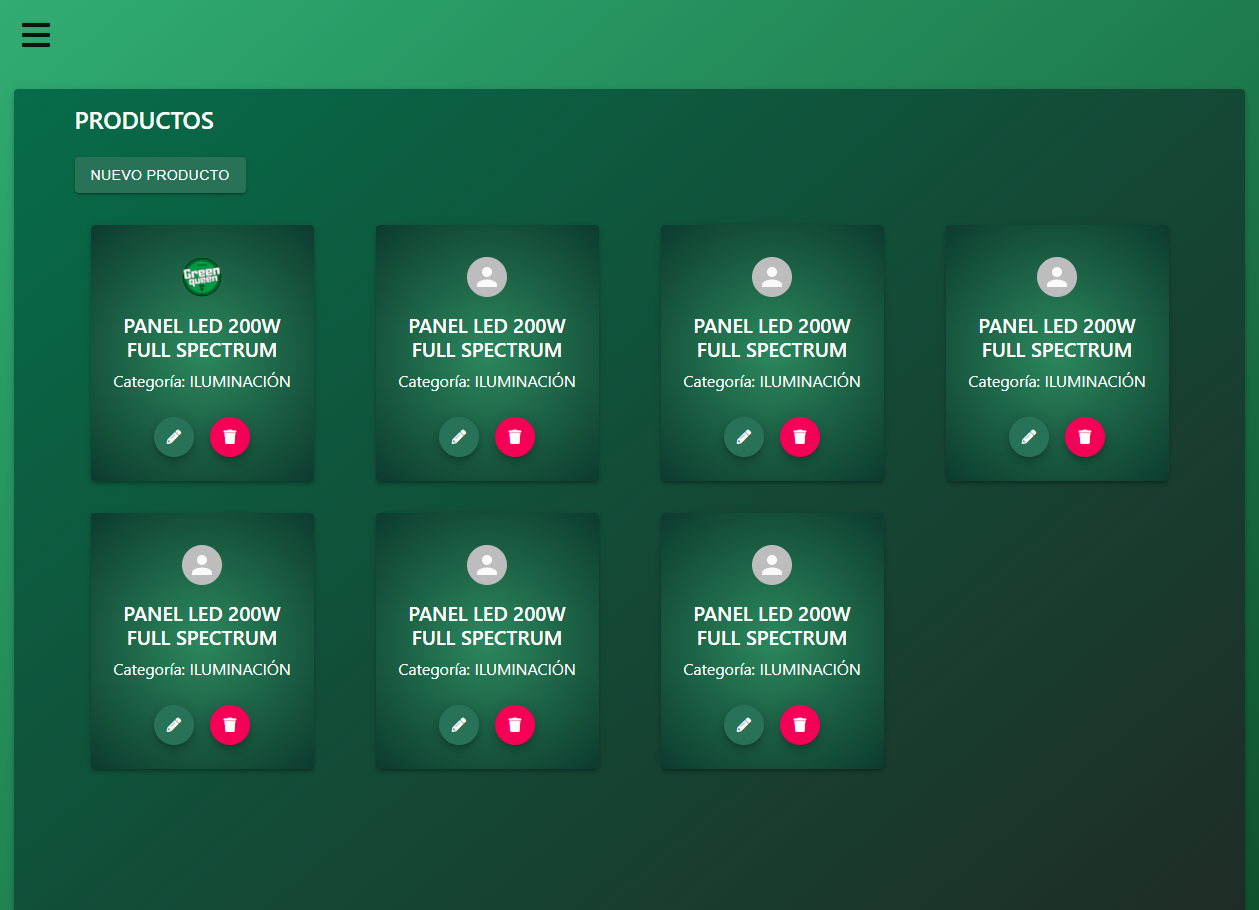 PRODUCTOS
NUEVO PRODUCTO
Green
queen
PANEL LED 200W
FULL SPECTRUM
Categoría: ILUMINACIÓN
PANEL LED 200W
FULL SPECTRUM
Categoría: ILUMINACIÓN
PANEL LED 200W
FULL SPECTRUM
Categoría: ILUMINACIÓN
PANEL LED 200W
FULL SPECTRUM
Categoría: ILUMINACIÓN
PANEL LED 200W
FULL SPECTRUM
Categoría: ILUMINACIÓN
PANEL LED 200W
FULL SPECTRUM
Categoría: ILUMINACIÓN
PANEL LED 200W
FULL SPECTRUM
Categoría: ILUMINACIÓN